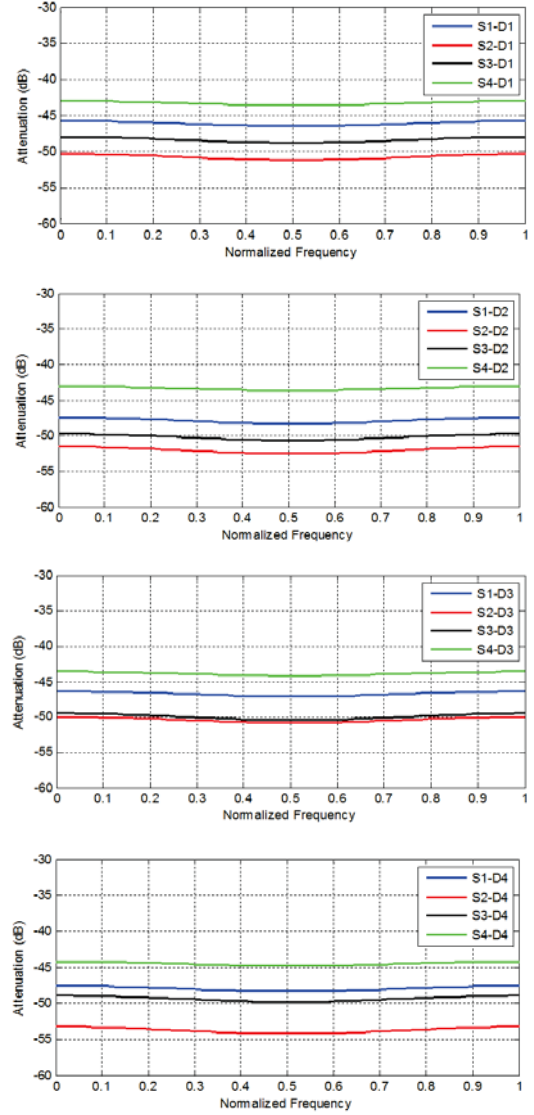 -30
-35
-40
-45
-50
-55
-60
Attenuation (dB)
S1-D1
S2-D1
S3-D1
S4-D1
0 0.1 0.2 0.3 0.4 0.5 0.6 0.7 0.8 0.9 1
Normalized Frequency
-30
-35
-40
-45
-50
-55
-60
Attenuation (dB)
S1-D2
S2-D2
S3-D2
S4-D2
0 0.1 0.2 0.3 0.4 0.5 0.6 0.7 0.8 0.9 1
Normalized Frequency
-30
-35
-40
-45
-50
-55
-60
Attenuation (dB)
S1-D3
S2-D3
S3-D3
S4-D3
0 0.1 0.2 0.3 0.4 0.5 0.6 0.7 0.8 0.9 1
Normalized Frequency
-30
-35
-40
-45
-50
-55
-60
Attenuation (dB)
S1-D4
S2-D4
S3-D4
S4-D4
0 0.1 0.2 0.3 0.4 0.5 0.6 0.7 0.8 0.9 1
Normalized Frequency